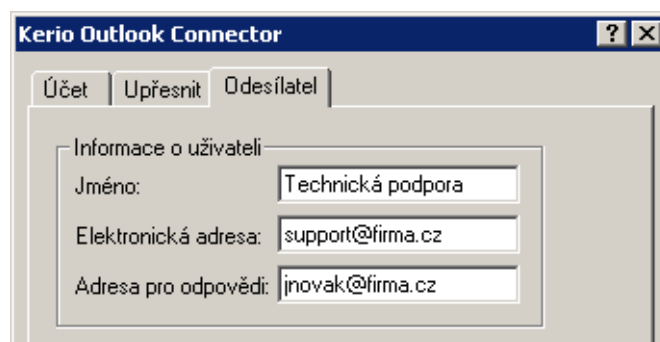 Kerio Outlook Connector
Účet Upřesnit Odesílatel
Informace o uživateli
Jméno: Technická podpora
Elektronická adresa: support@firma.cz
Adresa pro odpovědi: jnovak@firma.cz